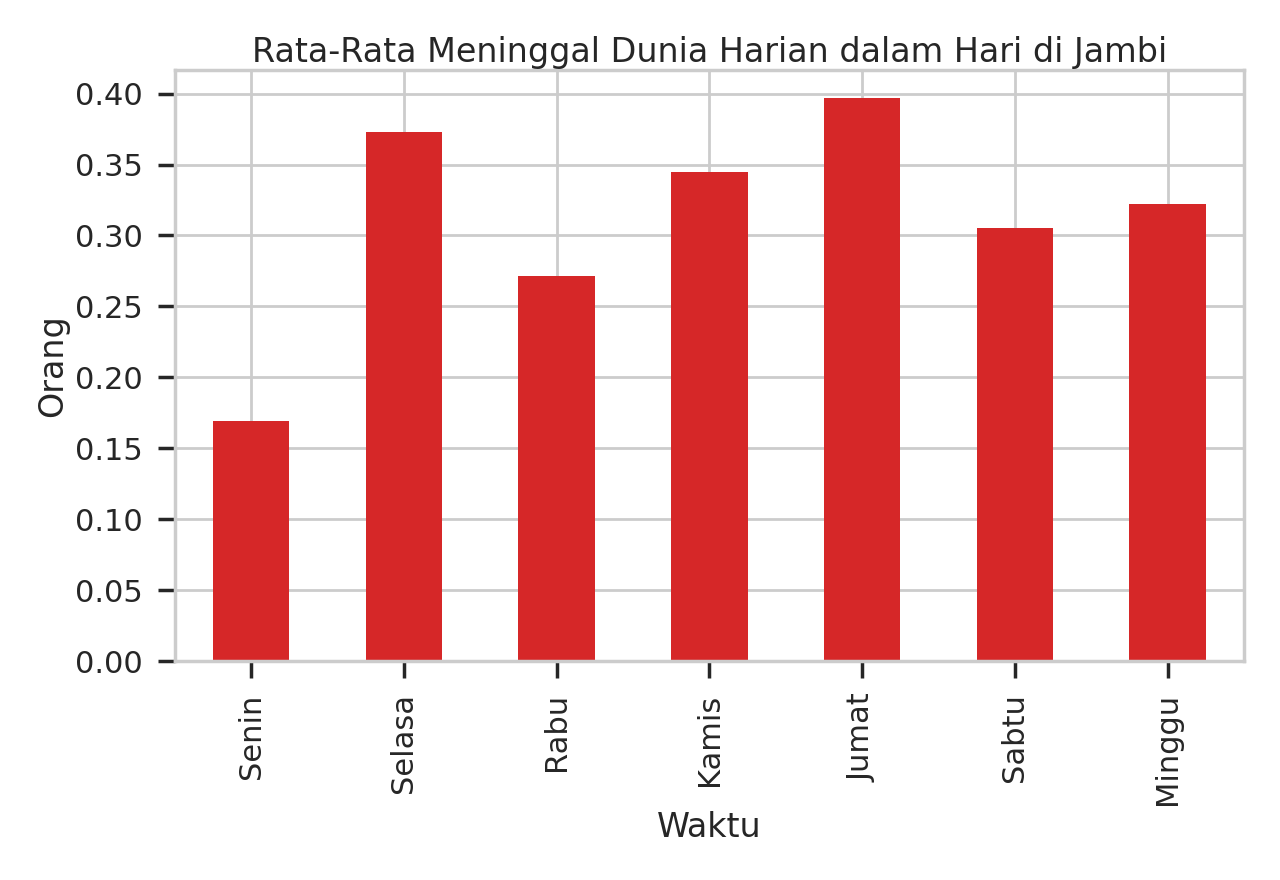 Rata-Rata Meninggal Dunia Harian dalam Hari di Jambi
0.40
0.35
0.30
0.25
0.20
0.15
0.10
0.05
0.00
Orang
Senin
Selasa
Rabu
Kamis
Jumat
Sabtu
Minggu
Waktu